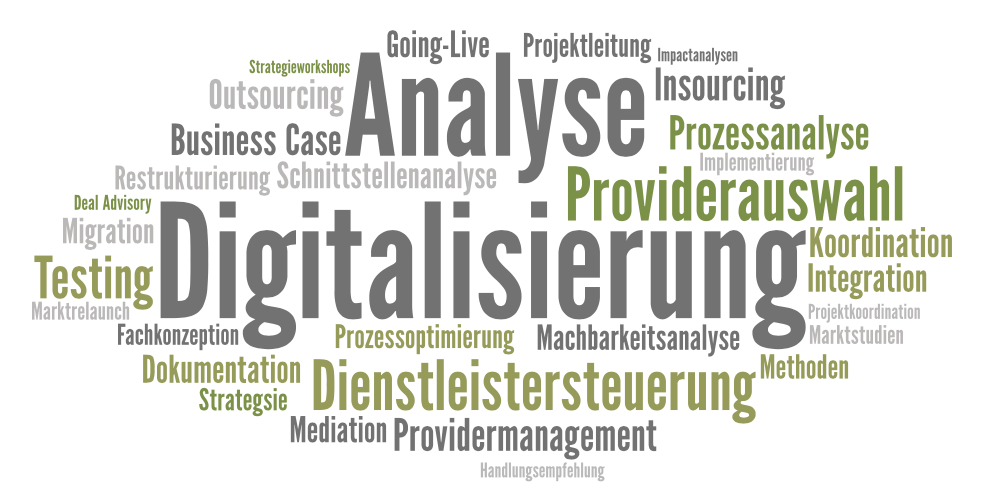 Going-Live
Projektleitung
Impactanalysen
Strategieworkshops
Analyse
Insourcing
Outsourcing
Business Case
Prozessanalyse
Implementierung
Restrukturierung
Schnittstellenanalyse
Providerauswahl
Deal Advisory
Migration
Digitalisierung
Koordination
Testing
Integration
Marktrelaunch
Projektkoordination
Fachkonzeption
Prozessoptimierung
Machbarkeitsanalyse
Marktstudien
Dokumentation
Dienstleistersteuerung
Methoden
Strategsie
Mediation
Providermanagement
Handlungsempfehlung